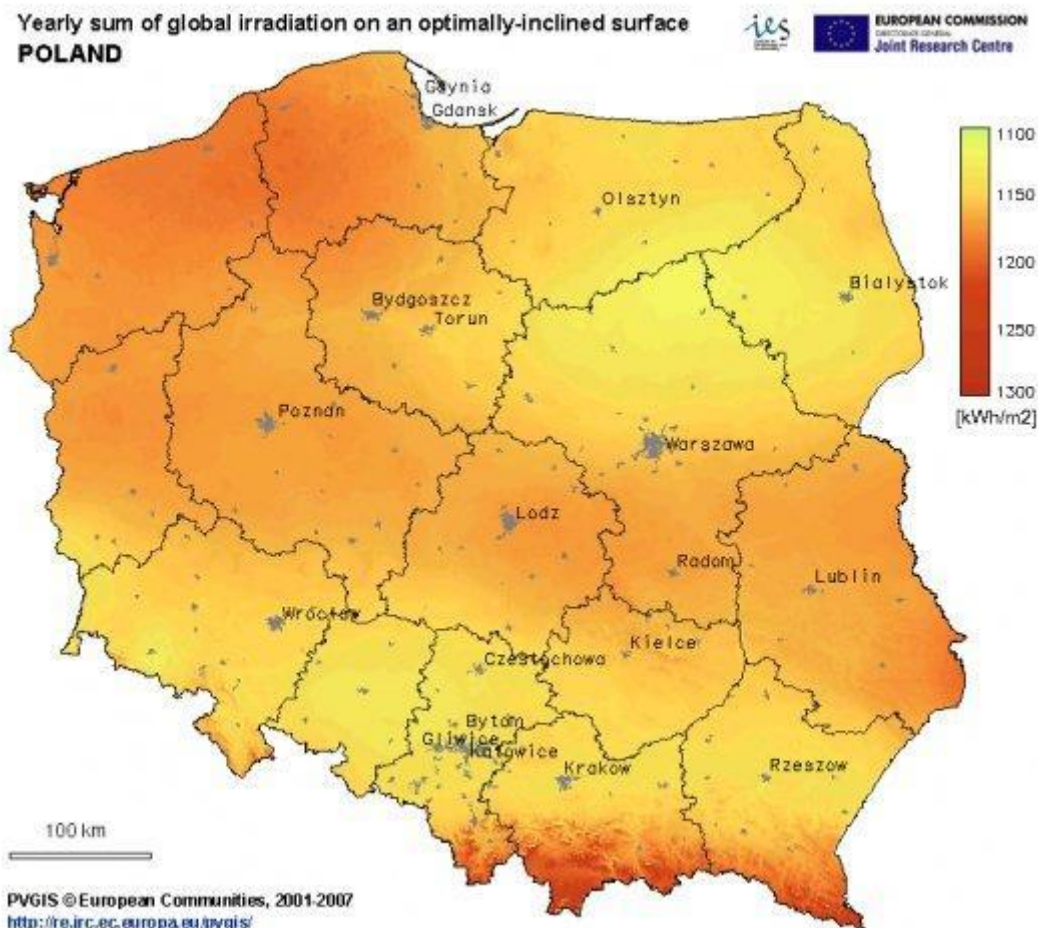 Yearly sum of global irradiation on an optimally-inclined surface
POLAND
ies
EUROPEAN COMMISSION
DIRECTORATE GENERAL
Joint Research Centre
Gdynia
Gdansk
Olsztyn
Bialystok
Bydgoszcz
Torun
Poznan
Warszawa
Lodz
Radom
Lublin
Wroclaw
Kielce
Czestochowa
Bytom
Gliwice
Katowice
Krakow
Rzeszow
1100
1150
1200
1250
1300
[kWh/m2]
100 km
PVGIS © European Communities, 2001-2007
http://re.jrc.ec.europa.eu/pvgis/